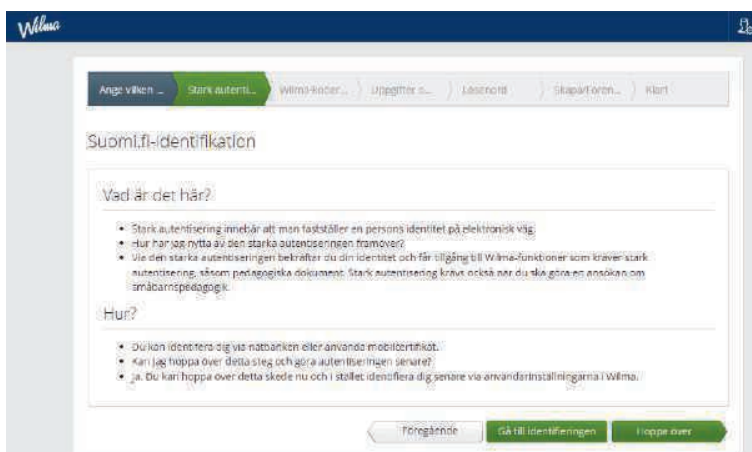 Wilma
Ange vilken ...
Stark autenti...
Wilma-koder...
Uppgifter o...
Lösenord
Skapar/Fören...
Klart
Suomi.fi-identifikation
Vad är det här?
Stark autentisering innebär att man fastställer en persons identitet på elektronisk väg.
Hur har jag nytta av den starka autentiseringen framöver?
Via den starka autentiseringen bekräftar du din identitet och får tillgång till Wilma-funktioner som kräver stark
autentisering, såsom pedagogiska dokument. Stark autentisering krävs också när du ska göra en ansökan om
småbarnspedagogik.
Hur?
Du kan identifera dig via nätbanken eller använda mobilcertifikat.
Kan jag hoppa över detta steg och göra autentiseringen senare?
Ja. Du kan hoppa över detta skede nu och i stället identifiera dig senare via användarinställningarna i Wilma.
Föregående
Gå till identifieringen
Hoppa över